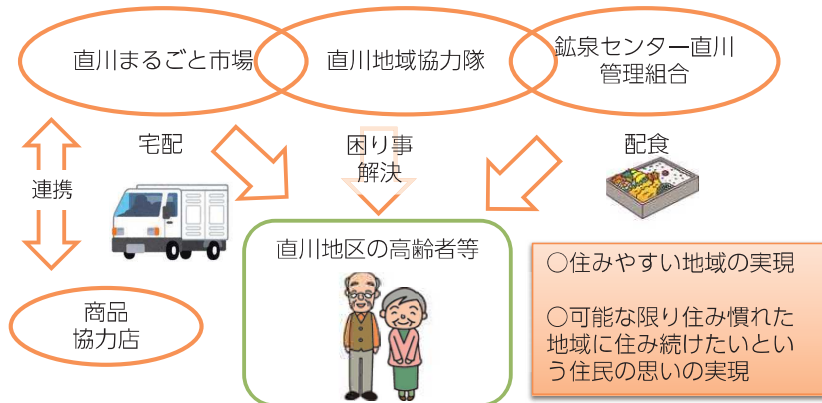 直川まるごと市場
直川地域協力隊
鉱泉センター直川
管理組合
宅配
困り事
解決
配食
連携
直川地区の高齢者等
商品
協力店
○住みやすい地域の実現
○可能な限り住み慣れた
地域に住み続けたいとい
う住民の思いの実現